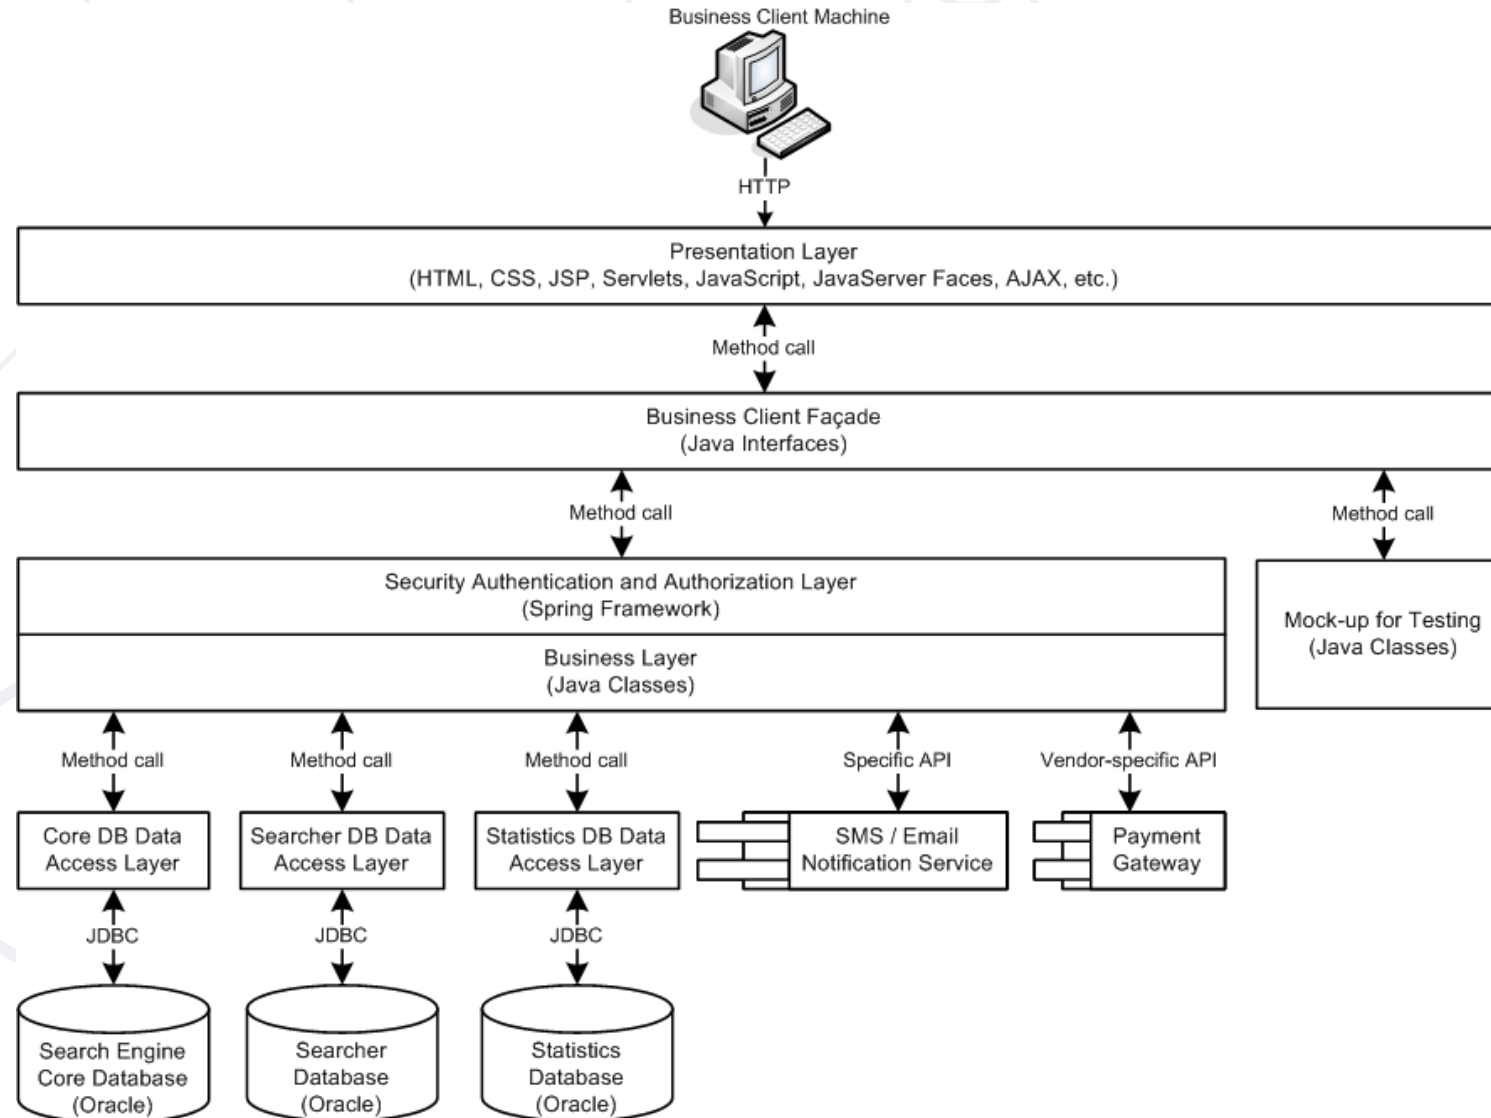 Business Client Machine
HTTP
Presentation Layer
(HTML, CSS, JSP, Servlets, JavaScript, JavaServer Faces, AJAX, etc.)
Method call
Business Client Façade
(Java Interfaces)
Method call
Method call
Security Authentication and Authorization Layer
(Spring Framework)
Business Layer
(Java Classes)
Mock-up for Testing
(Java Classes)
Method call
Method call
Method call
Specific API
Vendor-specific API
Core DB Data
Access Layer
Searcher DB Data
Access Layer
Statistics DB Data
Access Layer
SMS / Email
Notification Service
Payment
Gateway
JDBC
JDBC
JDBC
Search Engine
Core Database
(Oracle)
Searcher
Database
(Oracle)
Statistics
Database
(Oracle)